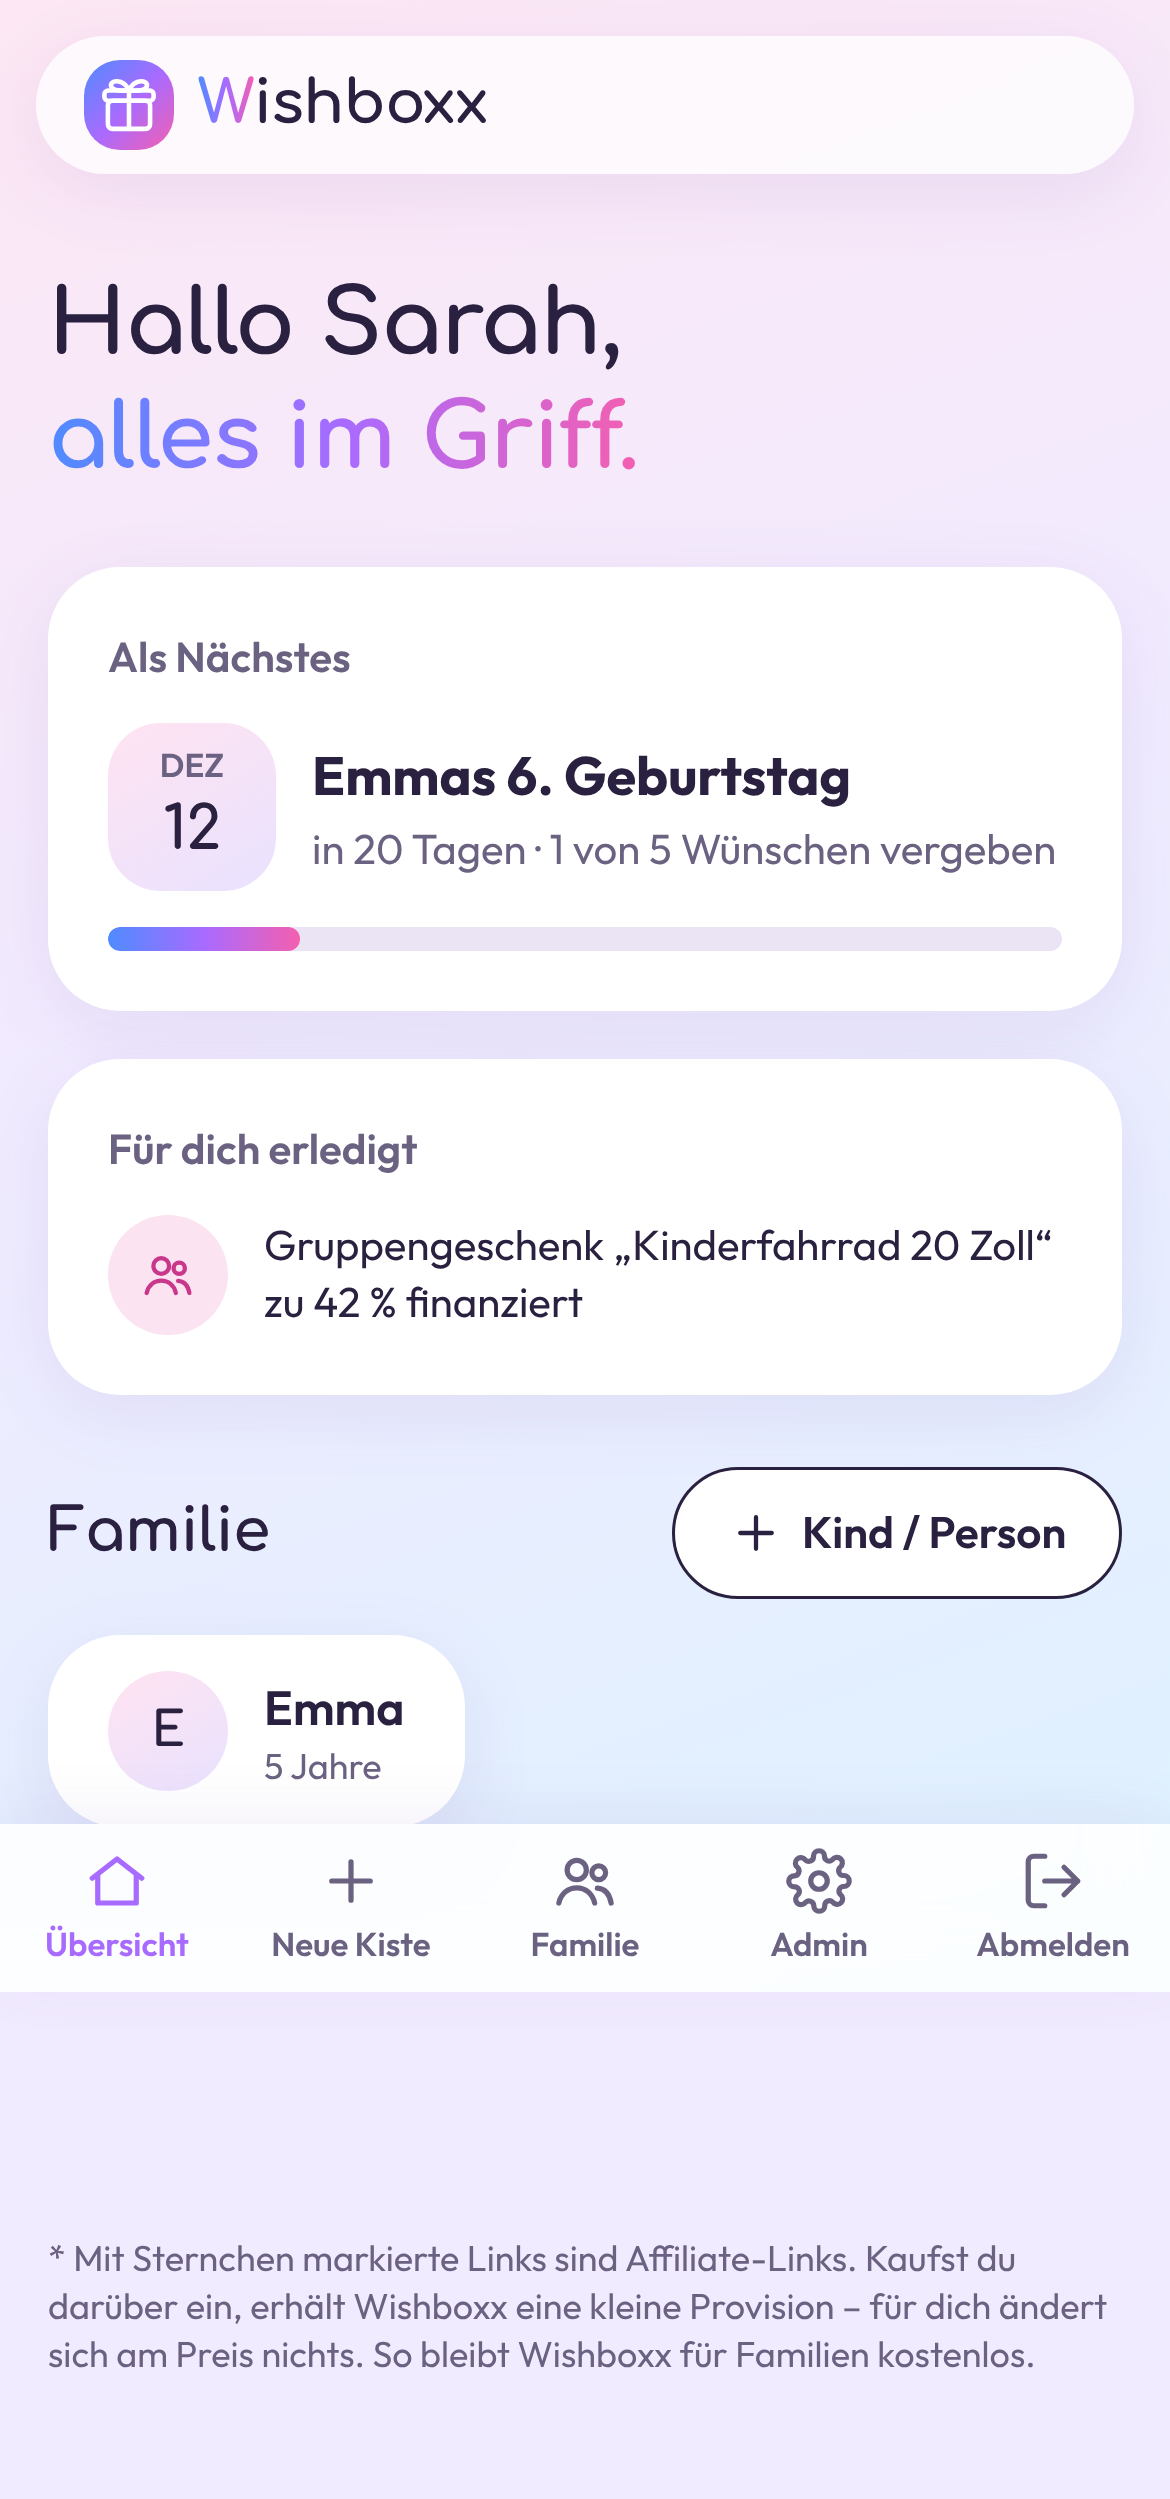 Wishboxx
Hallo Sarah,
alles im Griff.
Als Nächstes
DEZ
12
Emmas 6. Geburtstag
in 20 Tagen · 1 von 5 Wünschen vergeben
Für dich erledigt
Gruppengeschenk „Kinderfahrrad 20 Zoll“
zu 42 % finanziert
Familie
+ Kind / Person
E
Emma
5 Jahre
Übersicht
Neue Kiste
Familie
Admin
Abmelden
* Mit Sternchen markierte Links sind Affiliate-Links. Kaufst du
darüber ein, erhält Wishboxx eine kleine Provision – für dich ändert
sich am Preis nichts. So bleibt Wishboxx für Familien kostenlos.